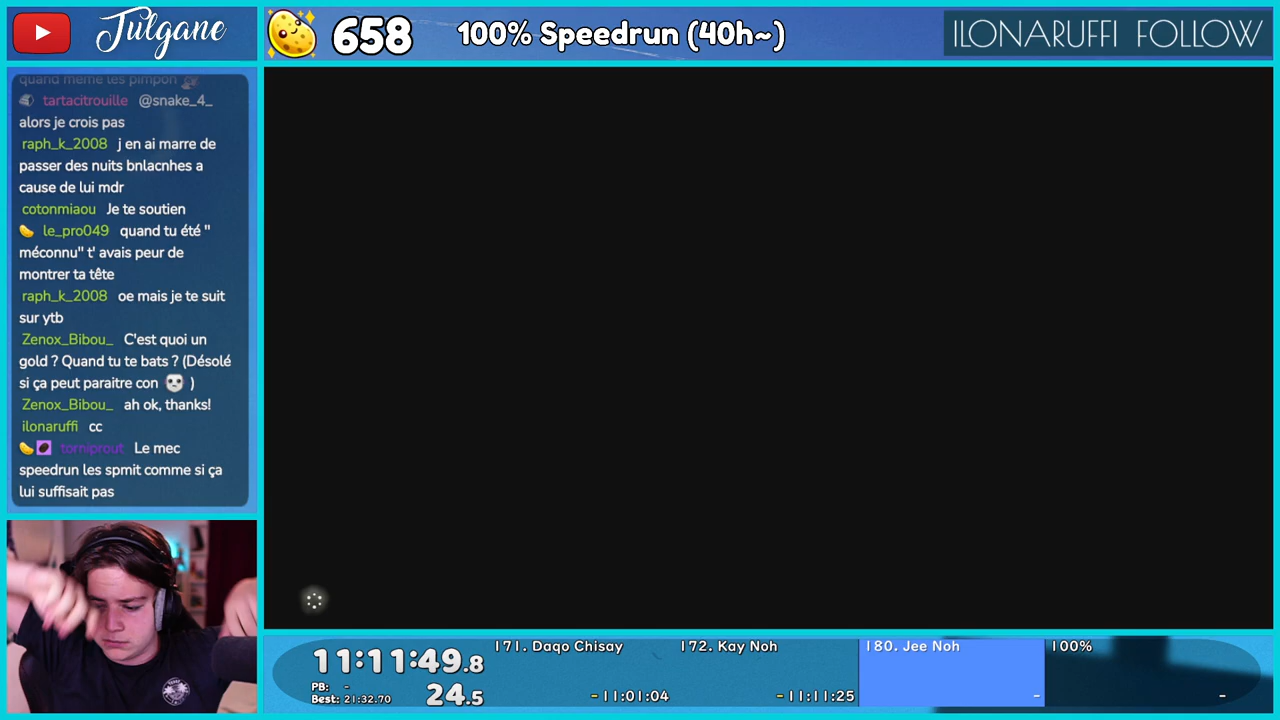 Julgane
658
100% Speedrun (40h~)
ILONARUFFI FOLLOW
quand même les pimpon
tartacitrouille @snake_4_
alors je crois pas
raph_k_2008 j en ai marre de
passer des nuits bnlacnhes a
cause de lui mdr
cotonmiaou Je te soutien
le_pro049 quand tu été "
méconnu" t' avais peur de
montrer ta tête
raph_k_2008 oe mais je te suit
sur ytb
Zenox_Bibou_ C'est quoi un
gold ? Quand tu te bats ? (Désolé
si ça peut paraitre con )
Zenox_Bibou_ ah ok, thanks!
ilonaruffi cc
torniprout Le mec
speedrun les spmit comme si ça
lui suffisait pas
11:11:49.8
PB: -
Best: 21:32.70
24.5
171. Daqo Chisay
-11:01:04
172. Kay Noh
-11:11:25
180. Jee Noh
-
100%
-